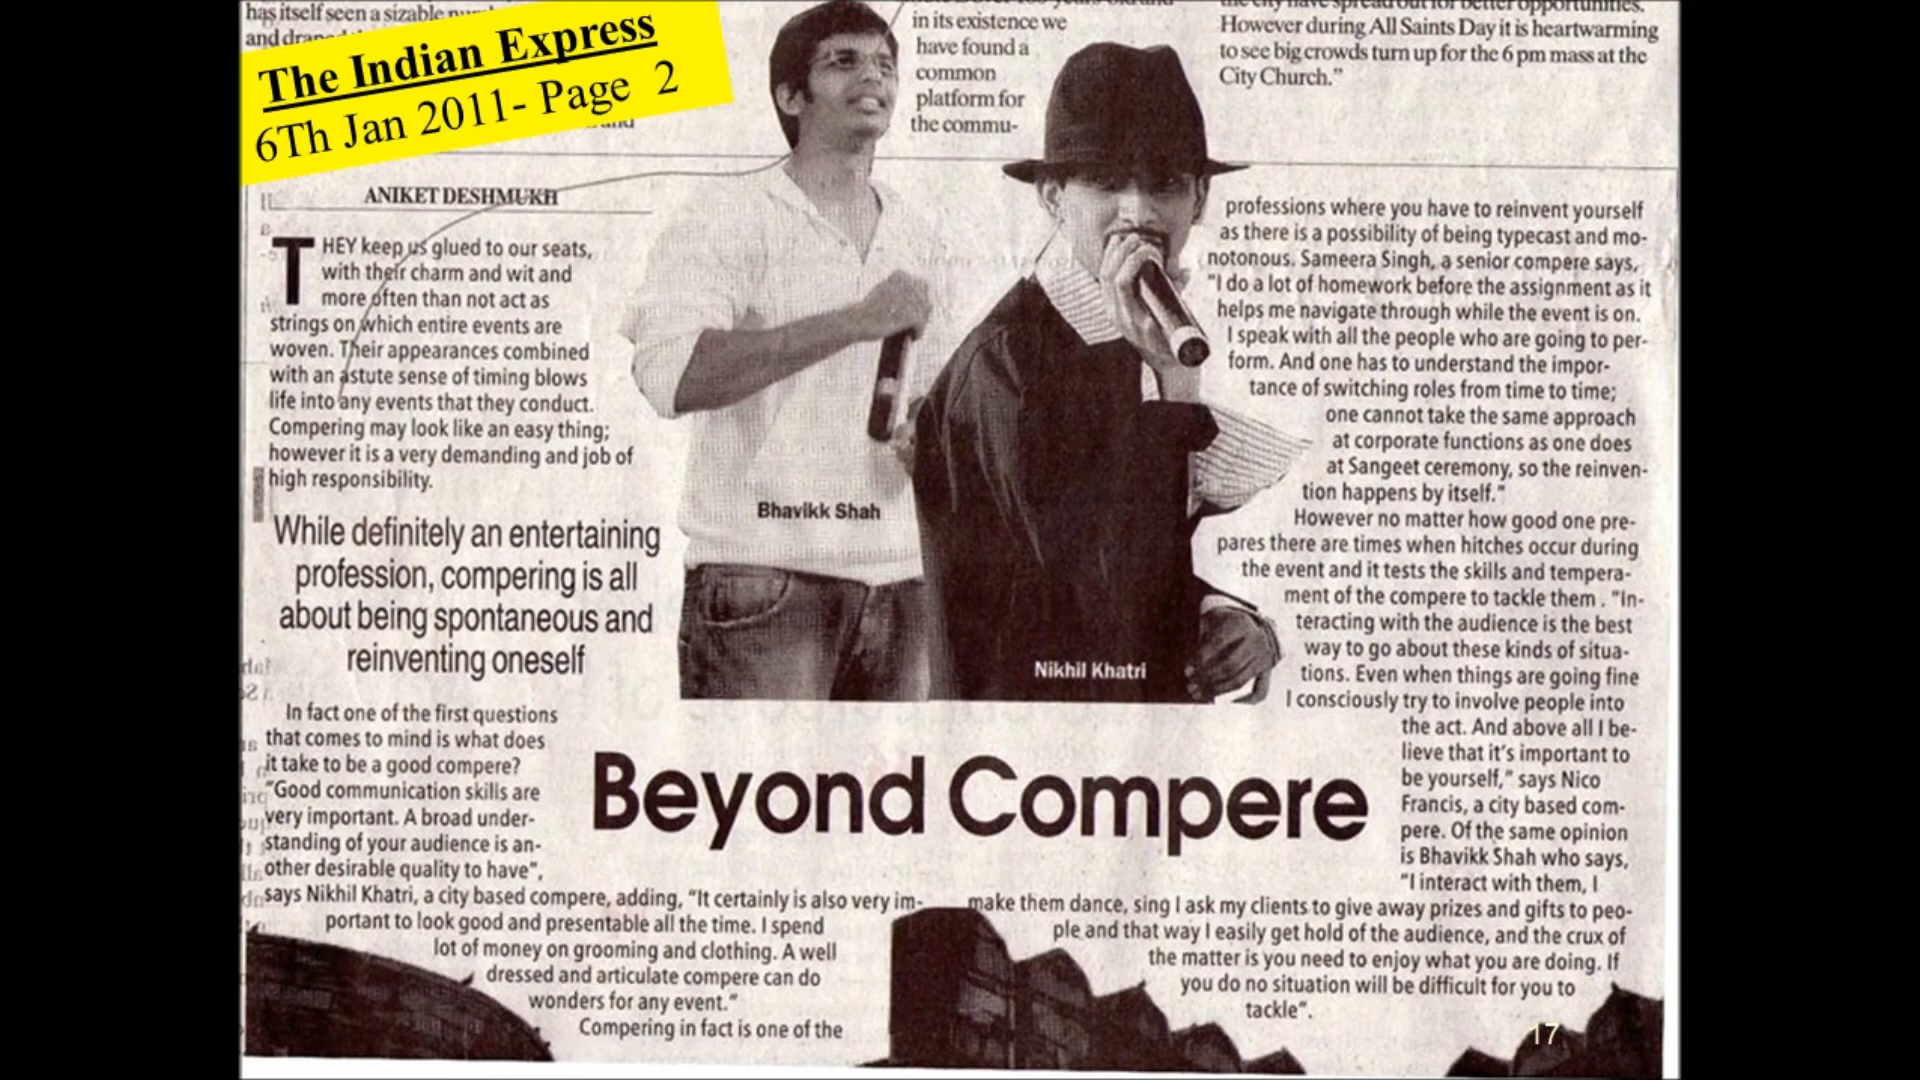 has itself seen a sizable
and
The Indian Express
6Th Jan 2011- Page 2
in its existence we
have found a
common
platform for
the commu-
the city have spread out for better opportunities.
However during All Saints Day it is heartwarming
to see big crowds turn up for the 6 pm mass at the
City Church.”
ANIKET DESHMUKH
THEY keep us glued to our seats,
with their charm and wit and
more often than not act as
strings on which entire events are
woven. Their appearances combined
with an astute sense of timing blows
life into any events that they conduct.
Compering may look like an easy thing;
however it is a very demanding and job of
high responsibility.
While definitely an entertaining
profession, compering is all
about being spontaneous and
reinventing oneself
In fact one of the first questions
that comes to mind is what does
it take to be a good compere?
“Good communication skills are
very important. A broad under-
standing of your audience is an-
other desirable quality to have”,
says Nikhil Khatri, a city based compere, adding, “It certainly is also very im-
portant to look good and presentable all the time. I spend
lot of money on grooming and clothing. A well
dressed and articulate compere can do
wonders for any event.”
Compering in fact is one of the
Bhavikk Shah
Nikhil Khatri
Beyond Compere
professions where you have to reinvent yourself
as there is a possibility of being typecast and mo-
notonous. Sameera Singh, a senior compere says,
“I do a lot of homework before the assignment as it
helps me navigate through while the event is on.
I speak with all the people who are going to per-
form. And one has to understand the impor-
tance of switching roles from time to time;
one cannot take the same approach
at corporate functions as one does
at Sangeet ceremony, so the reinven-
tion happens by itself.”
However no matter how good one pre-
pares there are times when hitches occur during
the event and it tests the skills and tempera-
ment of the compere to tackle them . “In-
teracting with the audience is the best
way to go about these kinds of situa-
tions. Even when things are going fine
I consciously try to involve people into
the act. And above all I be-
lieve that it’s important to
be yourself,” says Nico
Francis, a city based com-
pere. Of the same opinion
is Bhavikk Shah who says,
“I interact with them, I
make them dance, sing I ask my clients to give away prizes and gifts to peo-
ple and that way I easily get hold of the audience, and the crux of
the matter is you need to enjoy what you are doing. If
you do no situation will be difficult for you to
tackle”.
17